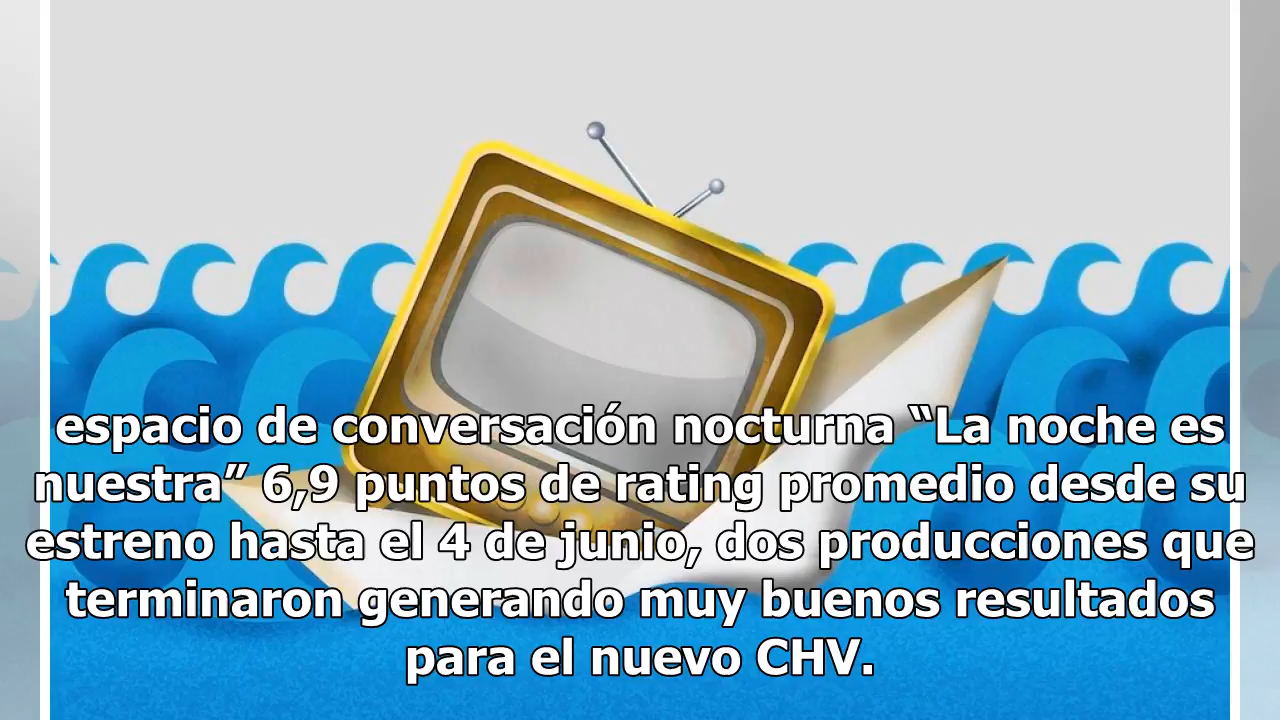 espacio de conversación nocturna “La noche es
nuestra” 6,9 puntos de rating promedio desde su
estreno hasta el 4 de junio, dos producciones que
terminaron generando muy buenos resultados
para el nuevo CHV.